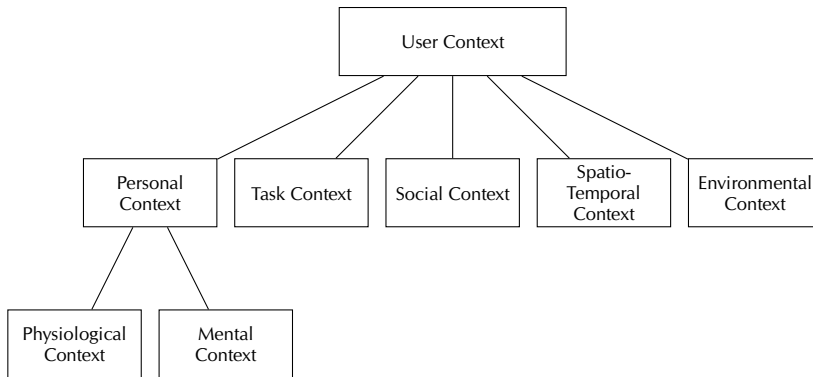 User Context
Personal
Context
Task Context
Social Context
Spatio-
Temporal
Context
Environmental
Context
Physiological
Context
Mental
Context